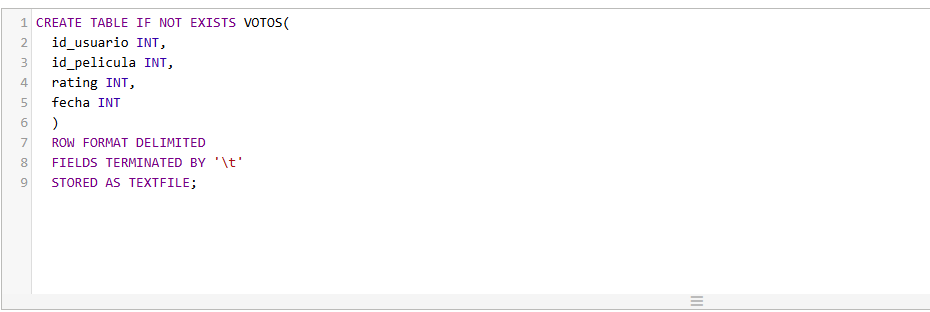 1 CREATE TABLE IF NOT EXISTS VOTOS(
2 id_usuario INT,
3 id_pelicula INT,
4 rating INT,
5 fecha INT
6 )
7 ROW FORMAT DELIMITED
8 FIELDS TERMINATED BY '\t'
9 STORED AS TEXTFILE;